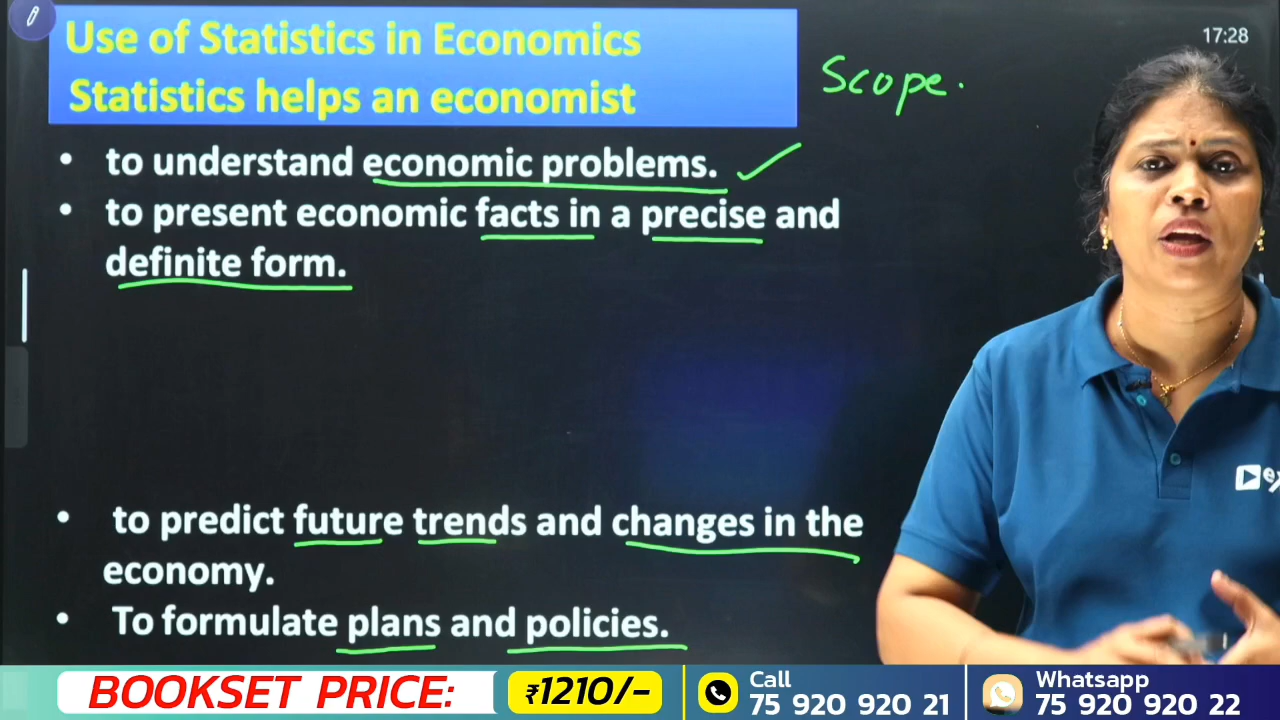 Use of Statistics in Economics
Statistics helps an economist
Scope.
17:28
• to understand economic problems.
• to present economic facts in a precise and
definite form.
• to predict future trends and changes in the
economy.
• To formulate plans and policies.
BOOKSET PRICE:
₹1210/-
Call
75 920 920 21
Whatsapp
75 920 920 22